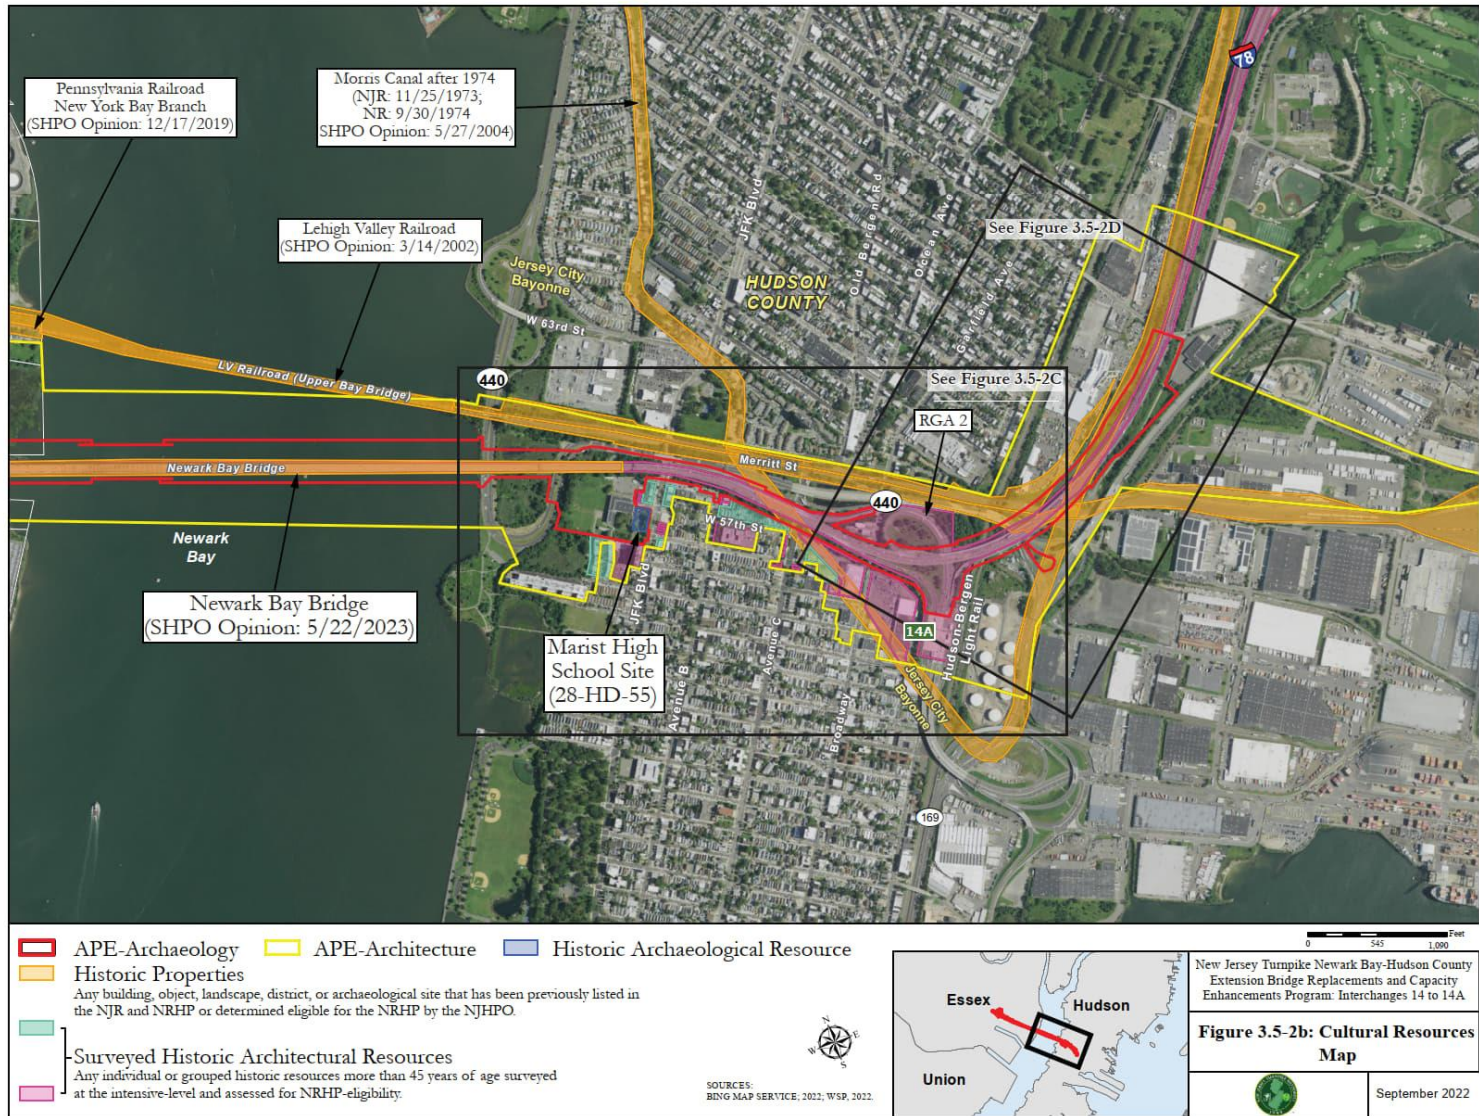 78
Pennsylvania Railroad
New York Bay Branch
(SHPO Opinion: 12/17/2019)
Morris Canal after 1974
(NJR: 11/25/1973;
NR: 9/30/1974
SHPO Opinion: 5/27/2004)
Lehigh Valley Railroad
(SHPO Opinion: 3/14/2002)
JFK Blvd
Old Bergen Rd
Ocean Ave
Garfield Ave
See Figure 3.5-2D
Jersey City
Bayonne
HUDSON
COUNTY
W 63rd St
LV Railroad (Upper Bay Bridge)
440
See Figure 3.5-2C
RGA 2
Merritt St
Newark Bay Bridge
440
W 57th St
Newark
Bay
Newark Bay Bridge
(SHPO Opinion: 5/22/2023)
JFK Blvd
Marist High
School Site
(28-HD-55)
Avenue B
Avenue C
Broadway
14A
Hudson-Bergen
Light Rail
Jersey City
Bayonne
169
APE-Archaeology
APE-Architecture
Historic Archaeological Resource
Historic Properties
Any building, object, landscape, district, or archaeological site that has been previously listed in
the NJR and NRHP or determined eligible for the NRHP by the NJHPO.
Surveyed Historic Architectural Resources
Any individual or grouped historic resources more than 45 years of age surveyed
at the intensive-level and assessed for NRHP-eligibility.
N
E
S
W
SOURCES:
BING MAP SERVICE; 2022; WSP, 2022.
Essex
Hudson
Union
Feet
0 545 1,090
New Jersey Turnpike Newark Bay-Hudson County
Extension Bridge Replacements and Capacity
Enhancements Program: Interchanges 14 to 14A
Figure 3.5-2b: Cultural Resources
Map
September 2022